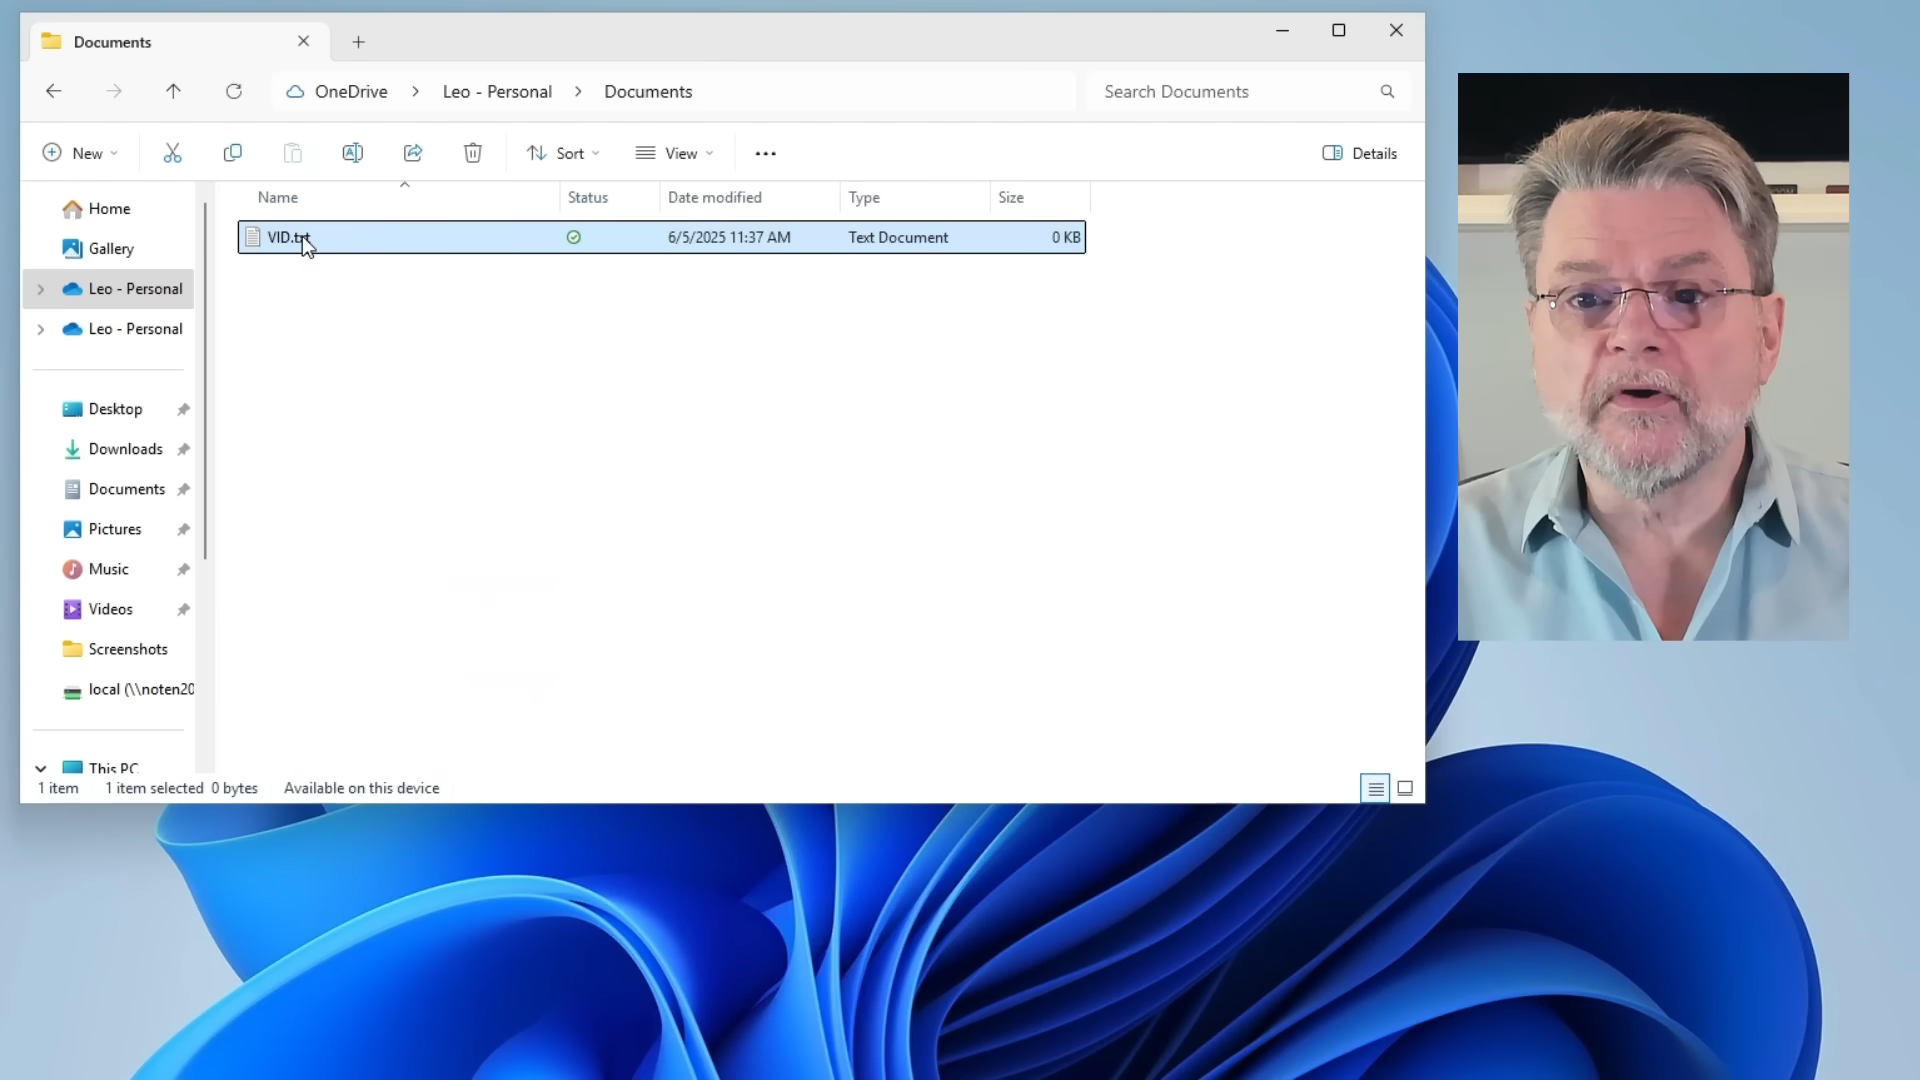 Documents
OneDrive > Leo - Personal > Documents
Search Documents
New
Sort
View
Details
Name
Status
Date modified
Type
Size
VID.txt
6/5/2025 11:37 AM
Text Document
0 KB
Home
Gallery
Leo - Personal
Leo - Personal
Desktop
Downloads
Documents
Pictures
Music
Videos
Screenshots
local (\\noten20
This PC
1 item
1 item selected 0 bytes
Available on this device